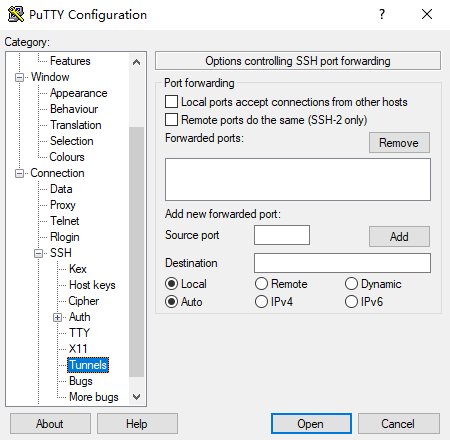 PuTTY Configuration
Category:
Features
Window
Appearance
Behaviour
Translation
Selection
Colours
Connection
Data
Proxy
Telnet
Rlogin
SSH
Kex
Host keys
Cipher
Auth
TTY
X11
Tunnels
Bugs
More bugs
Options controlling SSH port forwarding
Port forwarding
Local ports accept connections from other hosts
Remote ports do the same (SSH-2 only)
Forwarded ports: Remove
Add new forwarded port:
Source port Add
Destination
Local Remote Dynamic
Auto IPv4 IPv6
About Help Open Cancel